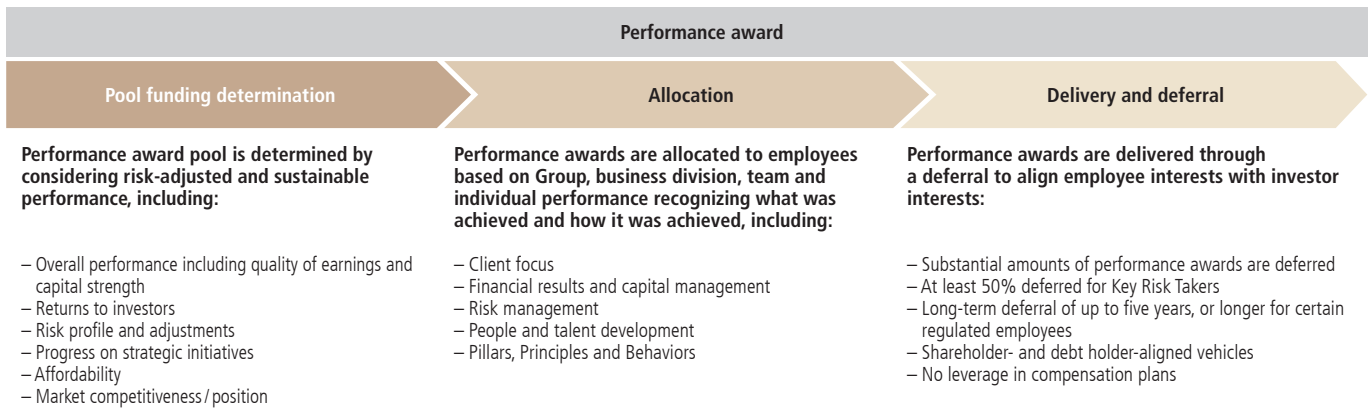 Performance award
Pool funding determination
Allocation
Delivery and deferral
Performance award pool is determined by
considering risk-adjusted and sustainable
performance, including:
– Overall performance including quality of earnings and
capital strength
– Returns to investors
– Risk profile and adjustments
– Progress on strategic initiatives
– Affordability
– Market competitiveness / position
Performance awards are allocated to employees
based on Group, business division, team and
individual performance recognizing what was
achieved and how it was achieved, including:
– Client focus
– Financial results and capital management
– Risk management
– People and talent development
– Pillars, Principles and Behaviors
Performance awards are delivered through
a deferral to align employee interests with investor
interests:
– Substantial amounts of performance awards are deferred
– At least 50% deferred for Key Risk Takers
– Long-term deferral of up to five years, or longer for certain
regulated employees
– Shareholder- and debt holder-aligned vehicles
– No leverage in compensation plans